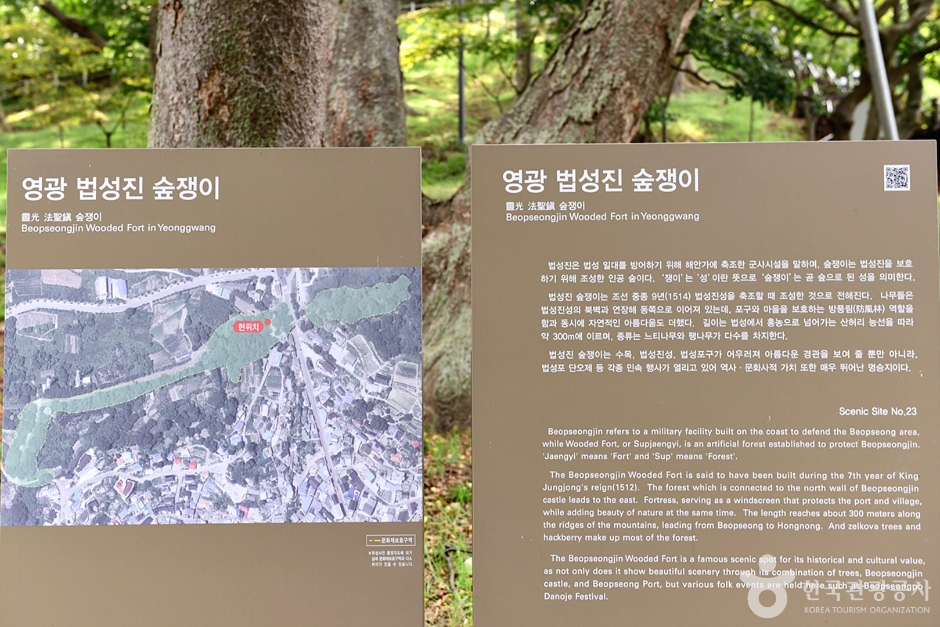 영광 법성진 숲쟁이
靈光 法聖鎭 숲쟁이
Beopseongjin Wooded Fort in Yeonggwang
현위치
문화재보호구역
영광 법성진 숲쟁이
靈光 法聖鎭 숲쟁이
Beopseongjin Wooded Fort in Yeonggwang
법성진은 법성 일대를 방어하기 위해 해안가에 축조한 군사시설을 말하며, 숲쟁이는 법성진을 보호
하기 위해 조성한 인공 숲이다. '쟁이'는 '성'이란 뜻으로 '숲쟁이'는 곧 숲으로 된 성을 의미한다.
법성진 숲쟁이는 조선 중종 9년(1514) 법성진성을 축조할 때 조성한 것으로 전해진다. 나무들은
법성진성의 북벽과 연장해 동쪽으로 이어져 있는데, 포구와 마을을 보호하는 방풍림(防風林) 역할을
함과 동시에 자연적인 아름다움도 더했다. 길이는 법성에서 홍농으로 넘어가는 산허리 능선을 따라
약 300m에 이르며, 종류는 느티나무와 팽나무가 다수를 차지한다.
법성진 숲쟁이는 수목, 법성진성, 법성포구가 어우러져 아름다운 경관을 보여 줄 뿐만 아니라,
법성포 단오제 등 각종 민속 행사가 열리고 있어 역사·문화사적 가치 또한 매우 뛰어난 명승지이다.
Scenic Site No,23
Beopseongjin refers to a military facility built on the coast to defend the Beopseong area,
while Wooded Fort, or Supjaengyi, is an artificial forest established to protect Beopseongjin.
'Jaengyi' means 'Fort' and 'Sup' means 'Forest'.
The Beopseongjin Wooded Fort is said to have been built during the 7th year of King
Jungjong's reign(1512). The forest which is connected to the north wall of Beopseongjin
castle leads to the east. Fortress, serving as a windscreen that protects the port and village,
while adding beauty of nature at the same time. The length reaches about 300 meters along
the ridges of the mountains, leading from Beopseong to Hongnong. And zelkova trees and
hackberry make up most of the forest.
The Beopseongjin Wooded Fort is a famous scenic spot for its historical and cultural value,
as not only does it show beautiful scenery through its combination of trees, Beopseongjin
castle, and Beopseong Port, but various folk events are held here such as Beopseongpo
Danoje Festival.
한국관광공사
KOREA TOURISM ORGANIZATION